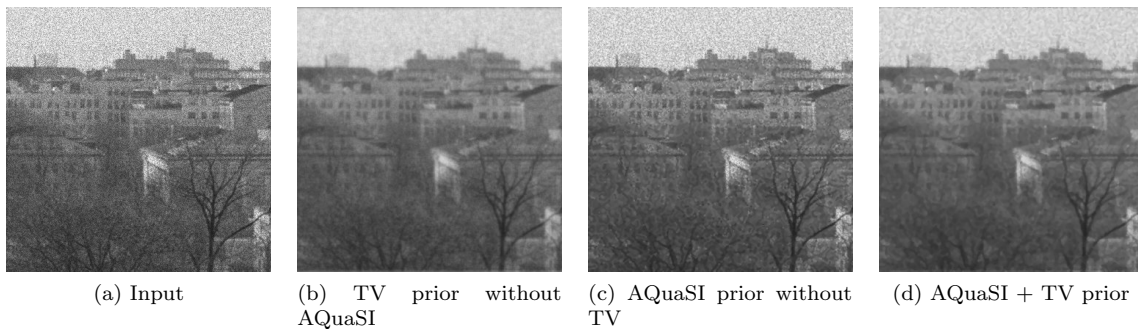 (a) Input
(b) TV prior without
AQuaSI
(c) AQuaSI prior without
TV
(d) AQuaSI + TV prior